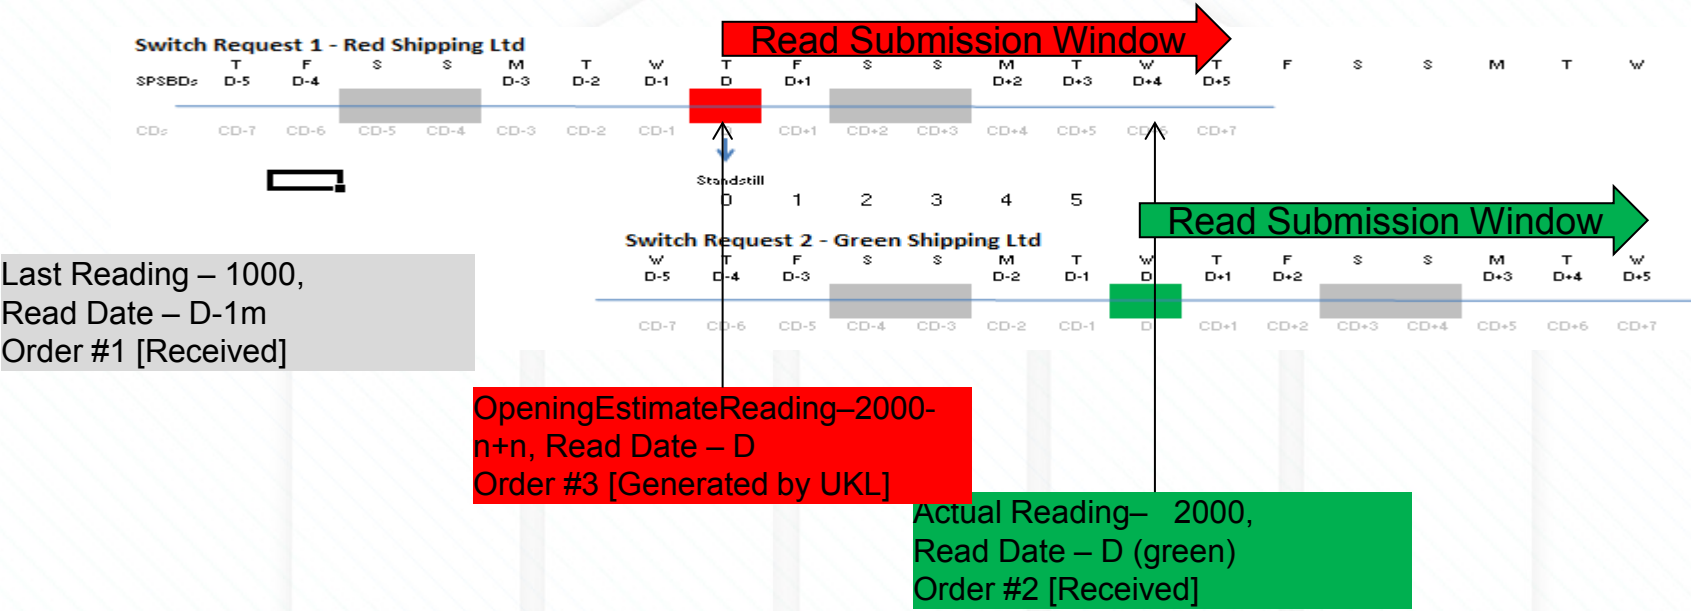 Read Submission Window
Switch Request 1 - Red Shipping Ltd
T F S S M T W T F S S M T W T F S S M T W
SPSBDs D-5 D-4 D-3 D-2 D-1 D D+1 D+2 D+3 D+4 D+5
CDs CD-7 CD-6 CD-5 CD-4 CD-3 CD-2 CD-1 CD+1 CD+2 CD+3 CD+4 CD+5 CD+6 CD+7
Standstill
0 1 2 3 4 5
Read Submission Window
Switch Request 2 - Green Shipping Ltd
W T F S S M T W T F S S M T W
D-5 D-4 D-3 D-2 D-1 D D+1 D+2 D+3 D+4 D+5
CD-7 CD-6 CD-5 CD-4 CD-3 CD-2 CD-1 D CD+1 CD+2 CD+3 CD+4 CD+5 CD+6 CD+7
Last Reading – 1000,
Read Date – D-1m
Order #1 [Received]
OpeningEstimateReading–2000-
n+n, Read Date – D
Order #3 [Generated by UKL]
Actual Reading– 2000,
Read Date – D (green)
Order #2 [Received]